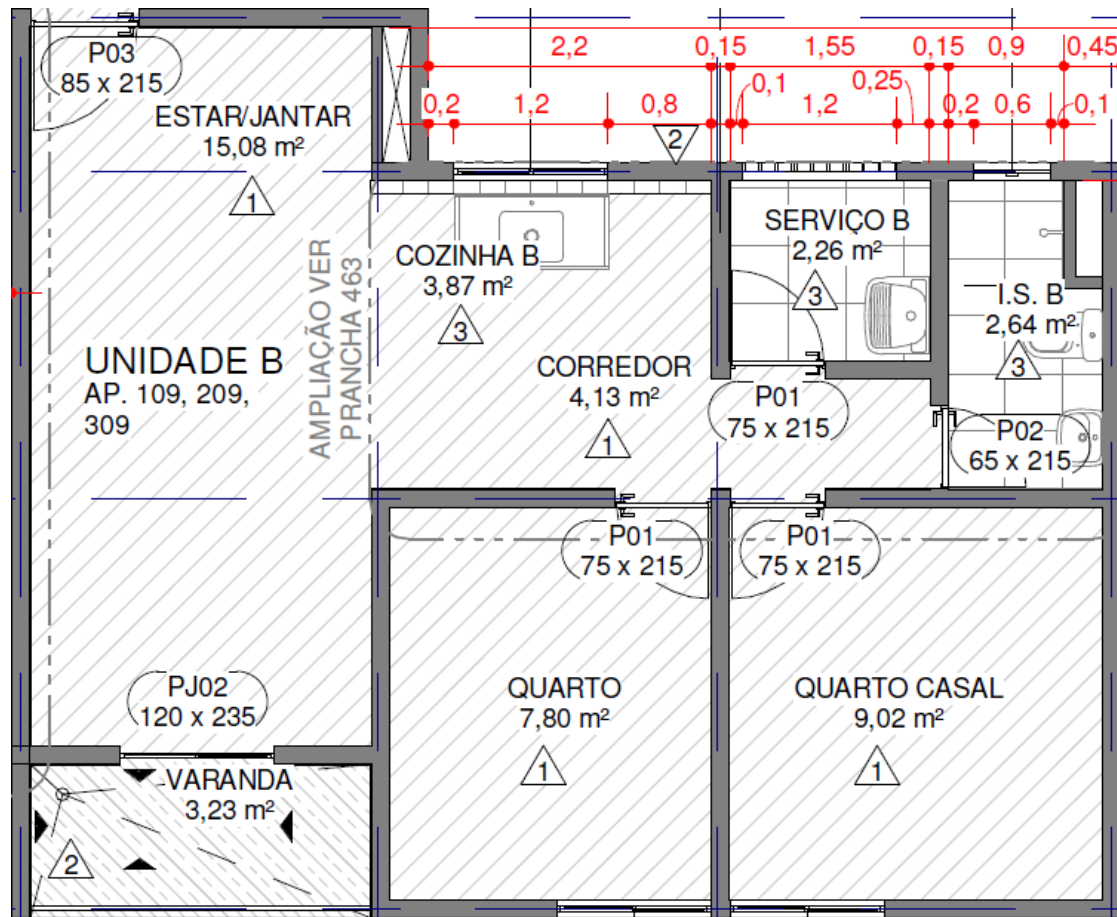 P03
85 x 215
ESTAR/JANTAR
15,08 m²
1
2,2
0,15
1,55
0,15
0,9
0,45
0,2
1,2
0,8
0,1
1,2
0,25
0,2
0,6
0,1
2
COZINHA B
3,87 m²
3
SERVIÇO B
2,26 m²
3
I.S. B
2,64 m²
3
AMPLIAÇÃO VER
PRANCHA 463
UNIDADE B
AP. 109, 209,
309
CORREDOR
4,13 m²
1
P01
75 x 215
P02
65 x 215
P01
75 x 215
P01
75 x 215
PJ02
120 x 235
QUARTO
7,80 m²
1
QUARTO CASAL
9,02 m²
1
VARANDA
3,23 m²
2